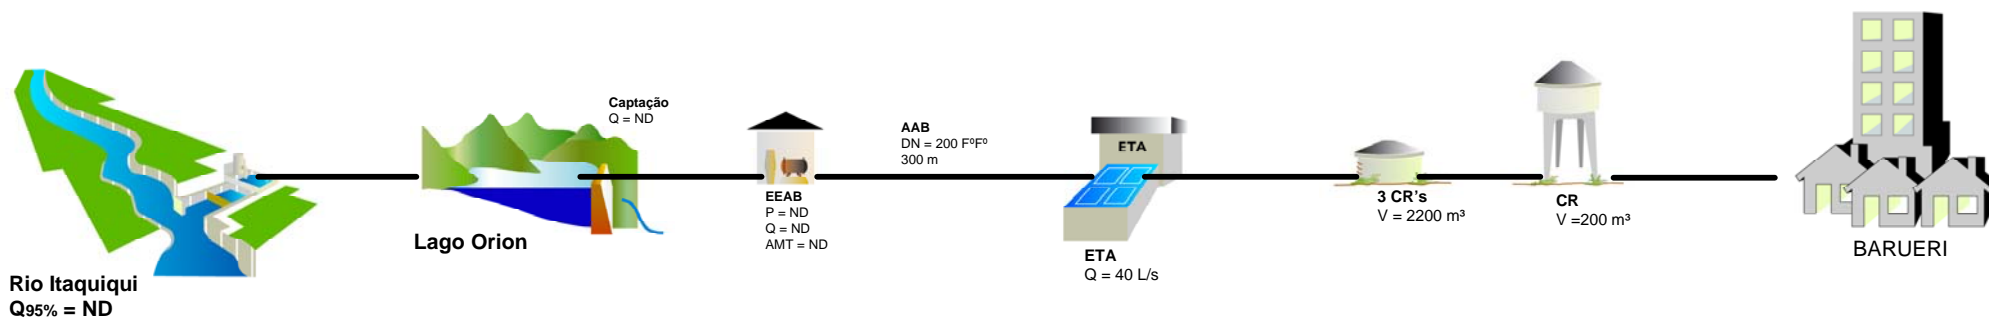 Rio Itaquiqui
Q95% = ND
Lago Orion
Captação
Q = ND
EEAB
P = ND
Q = ND
AMT = ND
AAB
DN = 200 FºFº
300 m
ETA
ETA
Q = 40 L/s
3 CR’s
V = 2200 m³
CR
V =200 m³
BARUERI